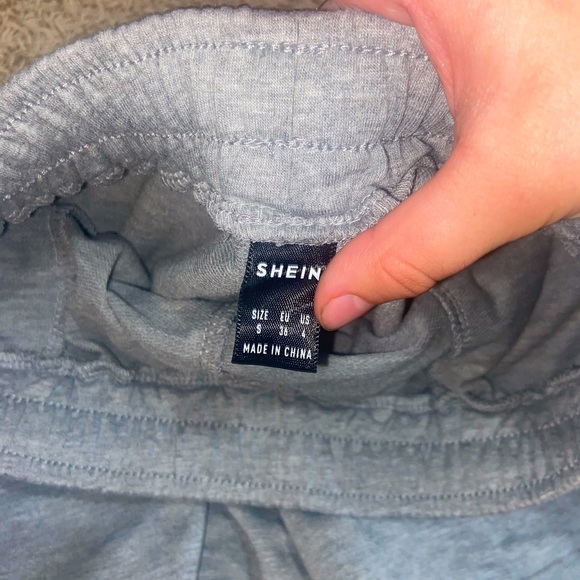 SHEIN
SIZE EU US
S 36 4
MADE IN CHINA